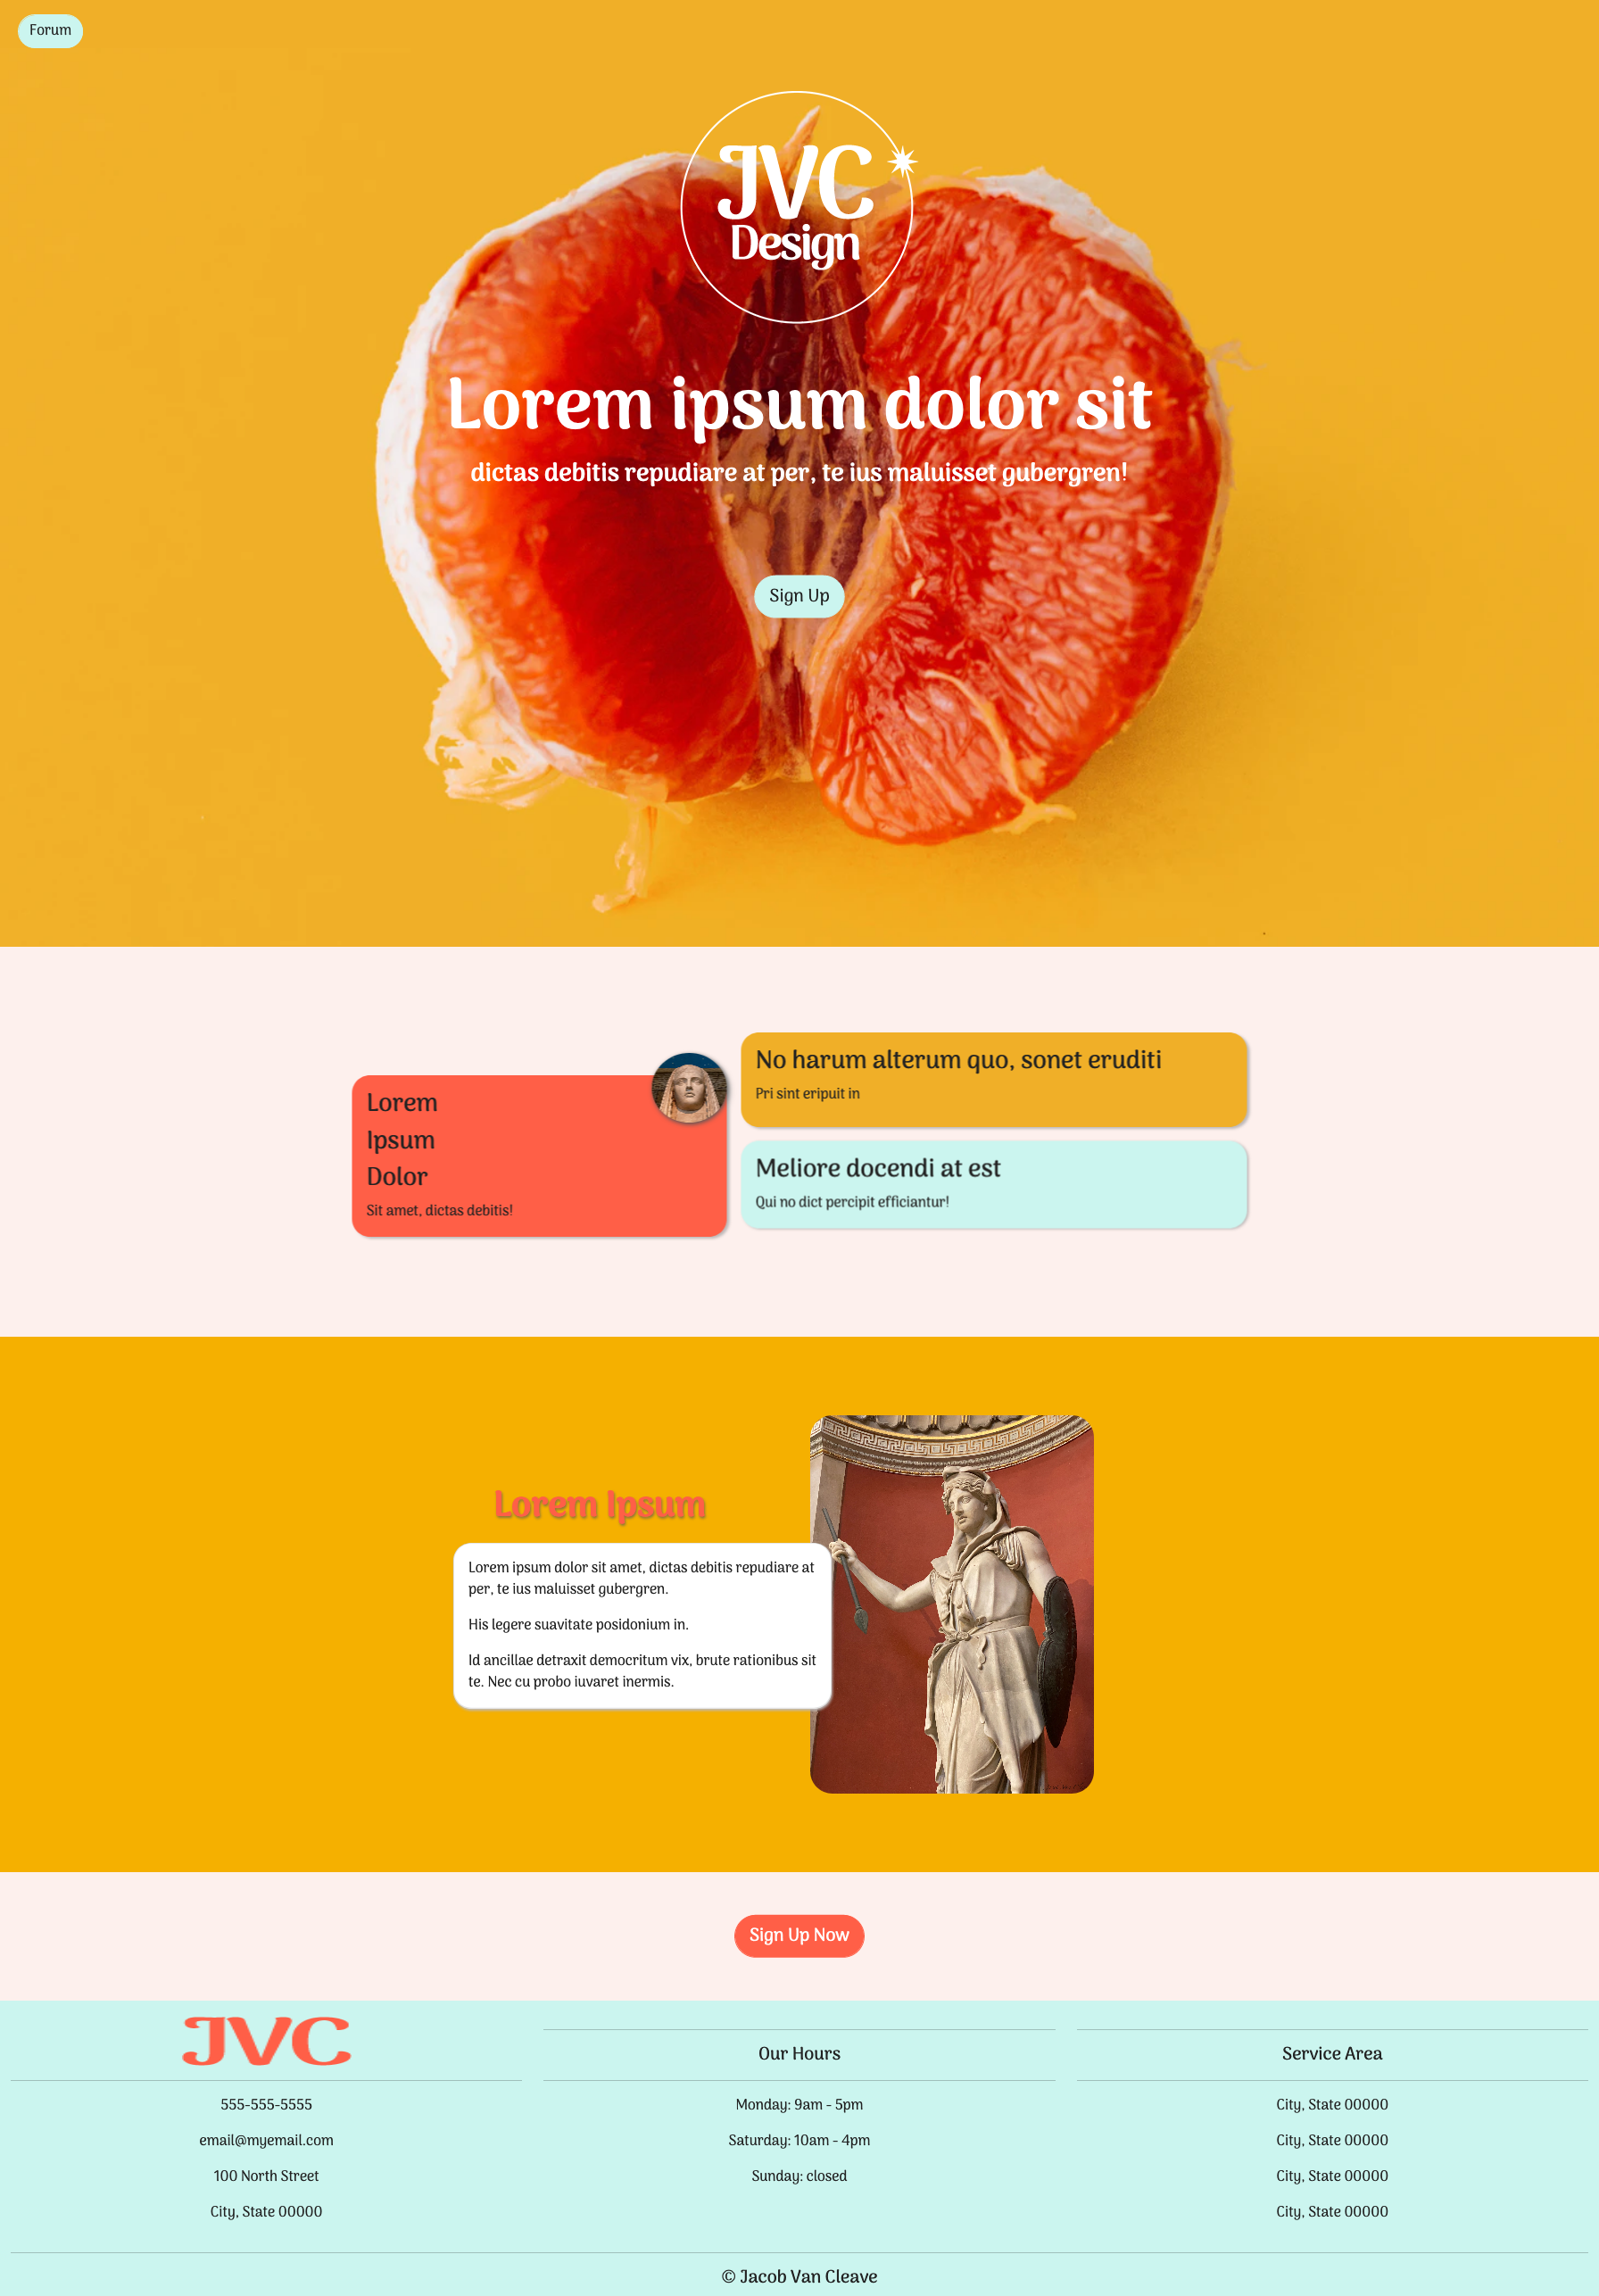 Forum
JVC
Design
Lorem ipsum dolor sit
dictas debitis repudiare at per, te ius maluisset gubergren!
Sign Up
Lorem
Ipsum
Dolor
Sit amet, dictas debitis!
No harum alterum quo, sonet eruditi
Pri sint eripuit in
Meliore docendi at est
Qui no dict percipit efficiantur!
Lorem Ipsum
Lorem ipsum dolor sit amet, dictas debitis repudiare at
per, te ius maluisset gubergren.
His legere suavitate posidonium in.
Id ancillae detraxit democritum vix, brute rationibus sit
te. Nec cu probo iuvaret inermis.
Sign Up Now
JVC
555-555-5555
email@myemail.com
100 North Street
City, State 00000
Our Hours
Monday: 9am - 5pm
Saturday: 10am - 4pm
Sunday: closed
Service Area
City, State 00000
City, State 00000
City, State 00000
City, State 00000
© Jacob Van Cleave